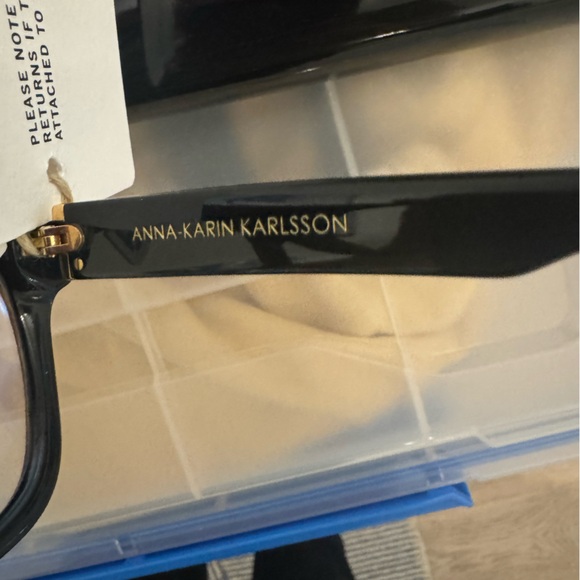 PLEASE NOTE
RETURNS IF
ATTACHED TO
ANNA-KARIN KARLSSON